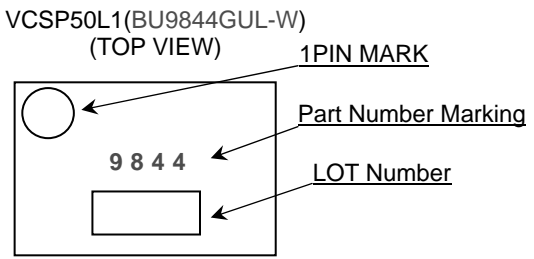 VCSP50L1(BU9844GUL-W)
(TOP VIEW)
1PIN MARK
Part Number Marking
9844
LOT Number